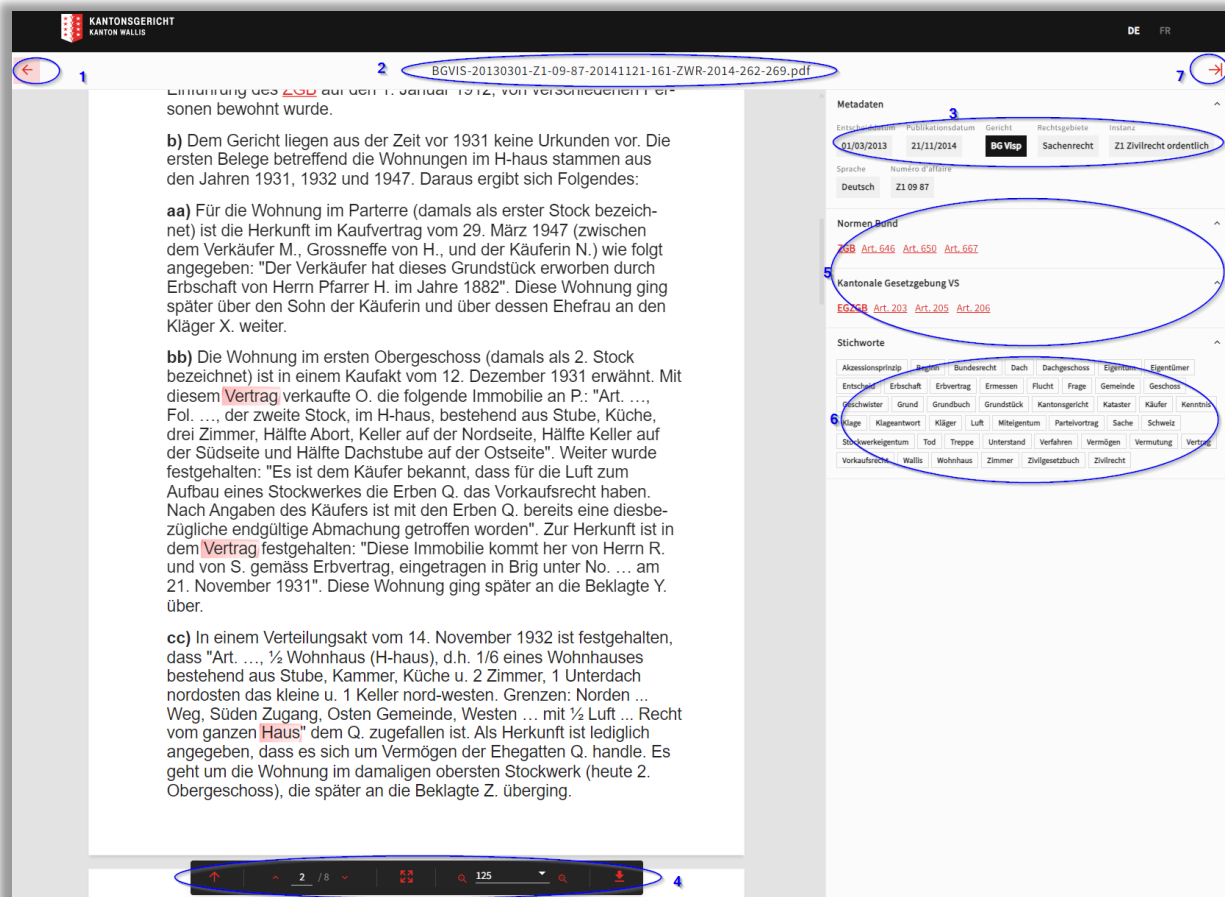 KANTONSGERICHT
KANTON WALLIS
DE FR
1
2
BGVIS-20130301-Z1-09-87-20141121-161-ZWR-2014-262-269.pdf
7
Einführung des ZGB auf den 1. Januar 1912, von verschiedenen Per-
sonen bewohnt wurde.
b) Dem Gericht liegen aus der Zeit vor 1931 keine Urkunden vor. Die
ersten Belege betreffend die Wohnungen im H-haus stammen aus
den Jahren 1931, 1932 und 1947. Daraus ergibt sich Folgendes:
aa) Für die Wohnung im Parterre (damals als erster Stock bezeich-
net) ist die Herkunft im Kaufvertrag vom 29. März 1947 (zwischen
dem Verkäufer M., Grossneffe von H., und der Käuferin N.) wie folgt
angegeben: "Der Verkäufer hat dieses Grundstück erworben durch
Erbschaft von Herrn Pfarrer H. im Jahre 1882". Diese Wohnung ging
später über den Sohn der Käuferin und über dessen Ehefrau an den
Kläger X. weiter.
bb) Die Wohnung im ersten Obergeschoss (damals als 2. Stock
bezeichnet) ist in einem Kaufakt vom 12. Dezember 1931 erwähnt. Mit
diesem Vertrag verkaufte O. die folgende Immobilie an P.: "Art. …,
Fol. …, der zweite Stock, im H-haus, bestehend aus Stube, Küche,
drei Zimmer, Hälfte Abort, Keller auf der Nordseite, Hälfte Keller auf
der Südseite und Hälfte Dachstube auf der Ostseite". Weiter wurde
festgehalten: "Es ist dem Käufer bekannt, dass für die Luft zum
Aufbau eines Stockwerkes die Erben Q. das Vorkaufsrecht haben.
Nach Angaben des Käufers ist mit den Erben Q. bereits eine diesbe-
zügliche endgültige Abmachung getroffen worden". Zur Herkunft ist in
dem Vertrag festgehalten: "Diese Immobilie kommt her von Herrn R.
und von S. gemäss Erbvertrag, eingetragen in Brig unter No. … am
21. November 1931". Diese Wohnung ging später an die Beklagte Y.
über.
cc) In einem Verteilungsakt vom 14. November 1932 ist festgehalten,
dass "Art. …, ½ Wohnhaus (H-haus), d.h. 1/6 eines Wohnhauses
bestehend aus Stube, Kammer, Küche u. 2 Zimmer, 1 Unterdach
nordosten das kleine u. 1 Keller nord-westen. Grenzen: Norden ...
Weg, Süden Zugang, Osten Gemeinde, Westen … mit ½ Luft ... Recht
vom ganzen Haus" dem Q. zugefallen ist. Als Herkunft ist lediglich
angegeben, dass es sich um Vermögen der Ehegatten Q. handle. Es
geht um die Wohnung im damaligen obersten Stockwerk (heute 2.
Obergeschoss), die später an die Beklagte Z. überging.
2 / 8 125
4
Metadaten
3
Entscheiddatum Publikationsdatum Gericht Rechtsgebiete Instanz
01/03/2013 21/11/2014 BG Visp Sachenrecht Z1 Zivilrecht ordentlich
Sprache Numéro d'affaire
Deutsch Z1 09 87
Normen Bund
ZGB Art. 646 Art. 650 Art. 667
5
Kantonale Gesetzgebung VS
EGZGB Art. 203 Art. 205 Art. 206
Stichworte
Akzessionsprinzip Beginn Bundesrecht Dach Dachgeschoss Eigentum Eigentümer
Entscheid Erbschaft Erbvertrag Ermessen Flucht Frage Gemeinde Geschoss
Geschwister Grund Grundbuch Grundstück Kantonsgericht Kataster Käufer Kenntnis
6
Klage Klageantwort Kläger Luft Miteigentum Parteivortrag Sache Schweiz
Stockwerkeigentum Tod Treppe Unterstand Verfahren Vermögen Vermutung Vertrag
Vorkaufsrecht Wallis Wohnhaus Zimmer Zivilgesetzbuch Zivilrecht